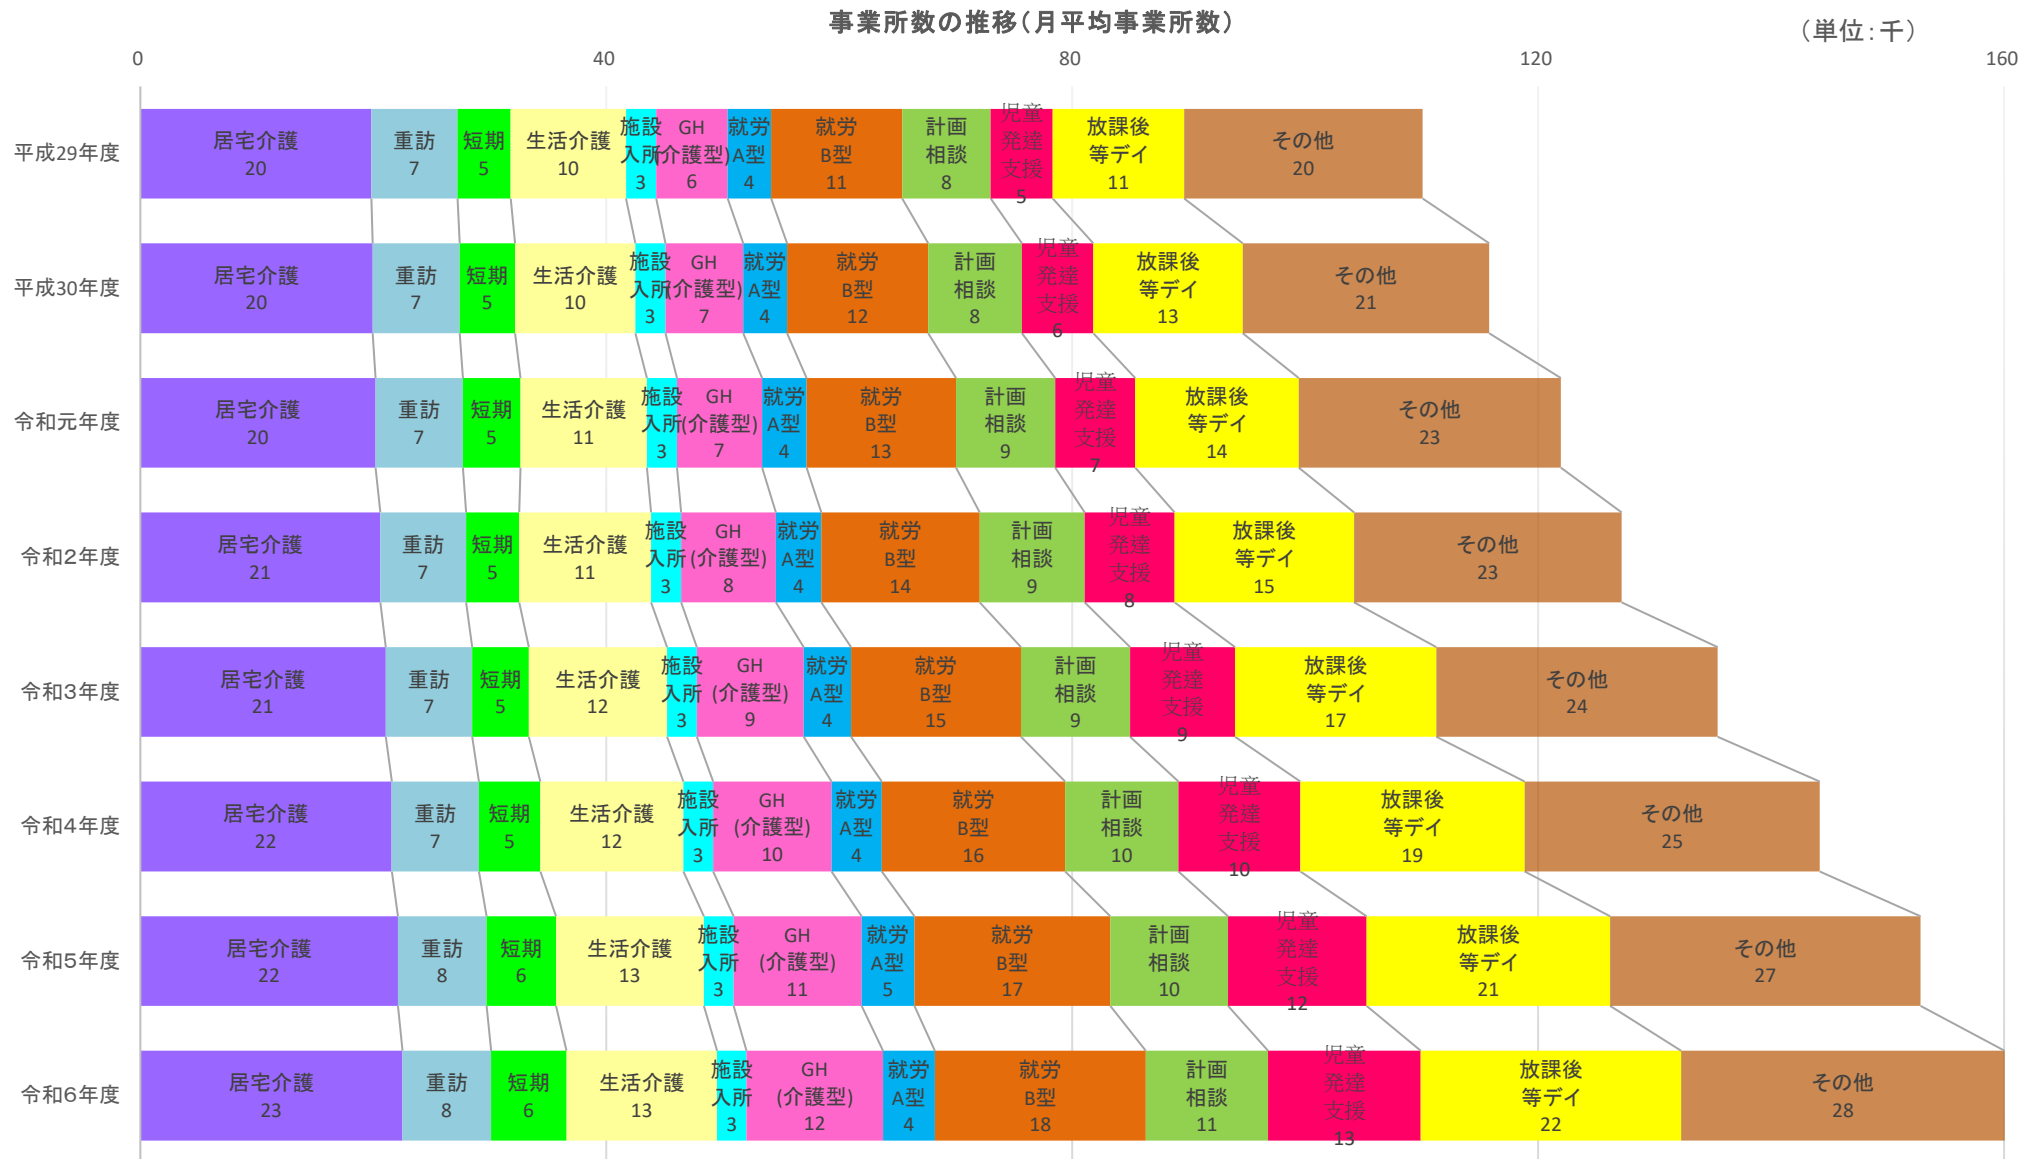 事業所数の推移（月平均事業所数）
（単位：千）
0 40 80 120 160
平成29年度
居宅介護
20
重訪
7
短期
5
生活介護
10
施設
入所
3
GH
(介護型)
6
就労
A型
4
就労
B型
11
計画
相談
8
児童
発達
支援
5
放課後
等デイ
11
その他
20
平成30年度
居宅介護
20
重訪
7
短期
5
生活介護
10
施設
入所
3
GH
(介護型)
7
就労
A型
4
就労
B型
12
計画
相談
8
児童
発達
支援
6
放課後
等デイ
13
その他
21
令和元年度
居宅介護
20
重訪
7
短期
5
生活介護
11
施設
入所
3
GH
(介護型)
7
就労
A型
4
就労
B型
13
計画
相談
9
児童
発達
支援
7
放課後
等デイ
14
その他
23
令和2年度
居宅介護
21
重訪
7
短期
5
生活介護
11
施設
入所
3
GH
(介護型)
8
就労
A型
4
就労
B型
14
計画
相談
9
児童
発達
支援
8
放課後
等デイ
15
その他
23
令和3年度
居宅介護
21
重訪
7
短期
5
生活介護
12
施設
入所
3
GH
(介護型)
9
就労
A型
4
就労
B型
15
計画
相談
9
児童
発達
支援
9
放課後
等デイ
17
その他
24
令和4年度
居宅介護
22
重訪
7
短期
5
生活介護
12
施設
入所
3
GH
(介護型)
10
就労
A型
4
就労
B型
16
計画
相談
10
児童
発達
支援
10
放課後
等デイ
19
その他
25
令和5年度
居宅介護
22
重訪
8
短期
6
生活介護
13
施設
入所
3
GH
(介護型)
11
就労
A型
5
就労
B型
17
計画
相談
10
児童
発達
支援
12
放課後
等デイ
21
その他
27
令和6年度
居宅介護
23
重訪
8
短期
6
生活介護
13
施設
入所
3
GH
(介護型)
12
就労
A型
4
就労
B型
18
計画
相談
11
児童
発達
支援
13
放課後
等デイ
22
その他
28